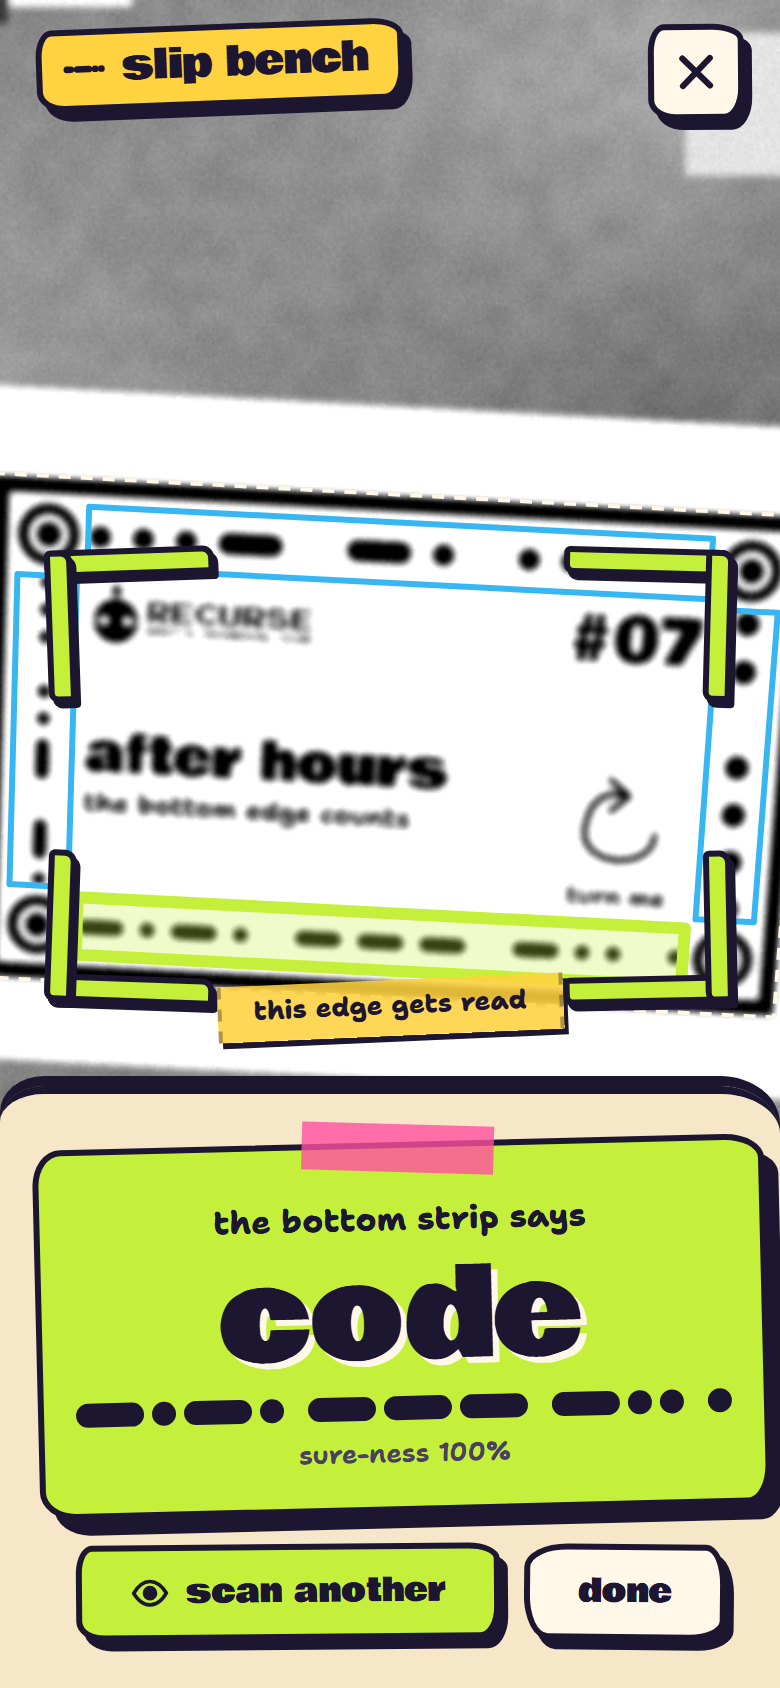 slip bench
RECURSE
#07
after hours
the bottom edge counts
turn me
this edge gets read
the bottom strip says
code
sure-ness 100%
scan another
done